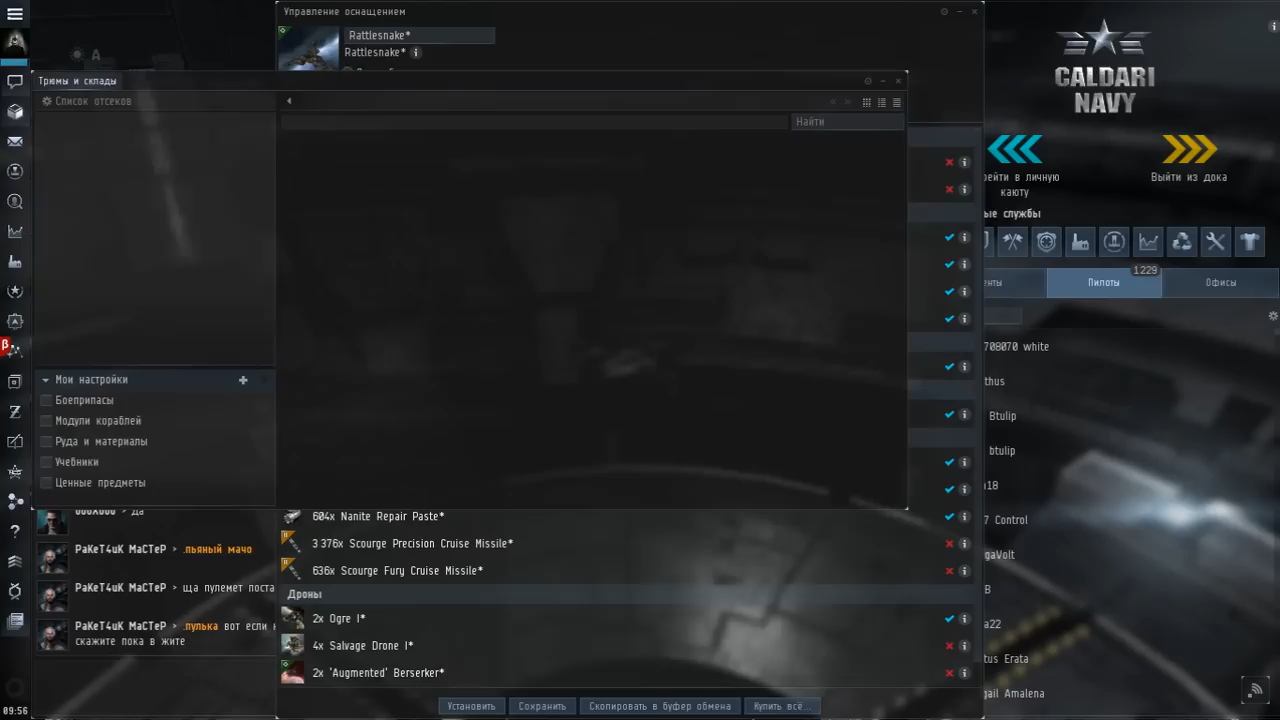 Управление оснащением
Rattlesnake*
Rattlesnake*
Трюмы и склады
Список отсеков
Найти
Мои настройки
Боеприпасы
Модули кораблей
Руда и материалы
Учебники
Ценные предметы
да
PaKeT4uK MaCTeP > .пьяный мачо
PaKeT4uK MaCTeP > ща пулемет поста
PaKeT4uK MaCTeP > .пулька вот если
скажите пока в жите
604x Nanite Repair Paste*
3 376x Scourge Precision Cruise Missile*
636x Scourge Fury Cruise Missile*
Дроны
2x Ogre I*
4x Salvage Drone I*
2x 'Augmented' Berserker*
Установить
Сохранить
Скопировать в буфер обмена
Купить всё...
CALDARI
NAVY
ейти в личную
каюту
Выйти из дока
ые службы
1229
енты
Пилоты
Офисы
708070 white
thus
Btulip
btulip
a18
7 Control
gaVolt
B
a22
tus Erata
gail Amalena
A
β
09:56